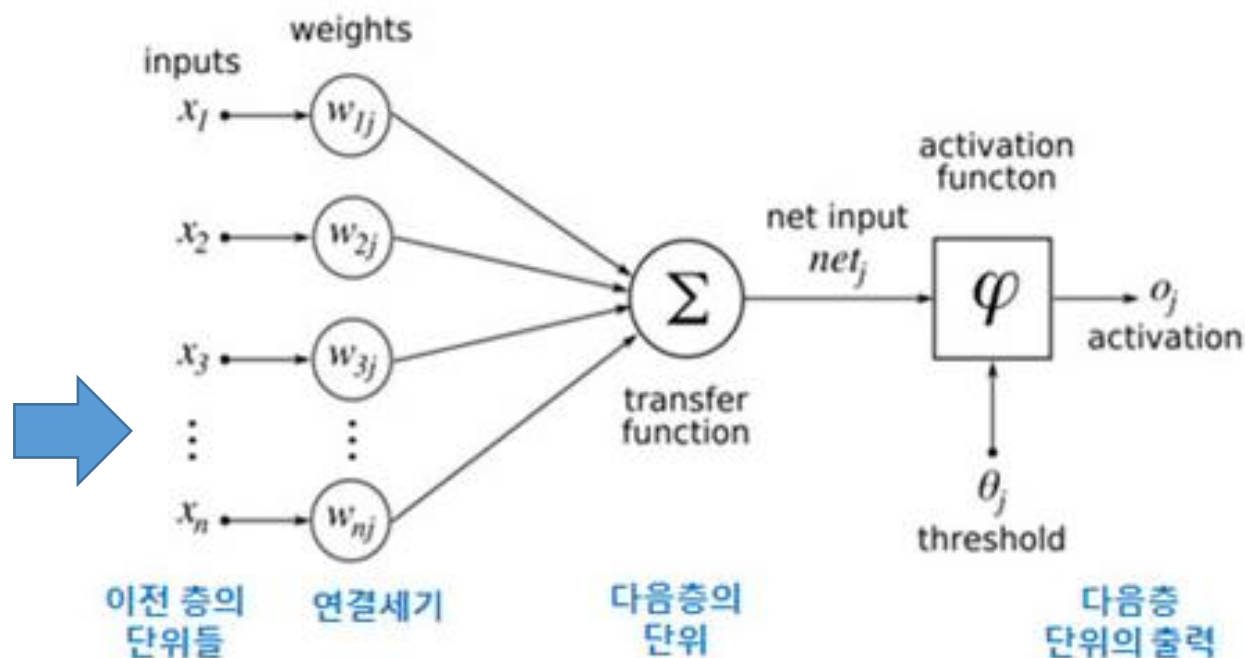 weights
inputs
x₁
w₁ⱼ
x₂
w₂ⱼ
x₃
w₃ⱼ
⋮
⋮
xₙ
wₙⱼ
Σ
transfer
function
net input
netⱼ
activation
functon
φ
oⱼ
activation
θⱼ
threshold
이전 층의
단위들
연결세기
다음층의
단위
다음층
단위의 출력